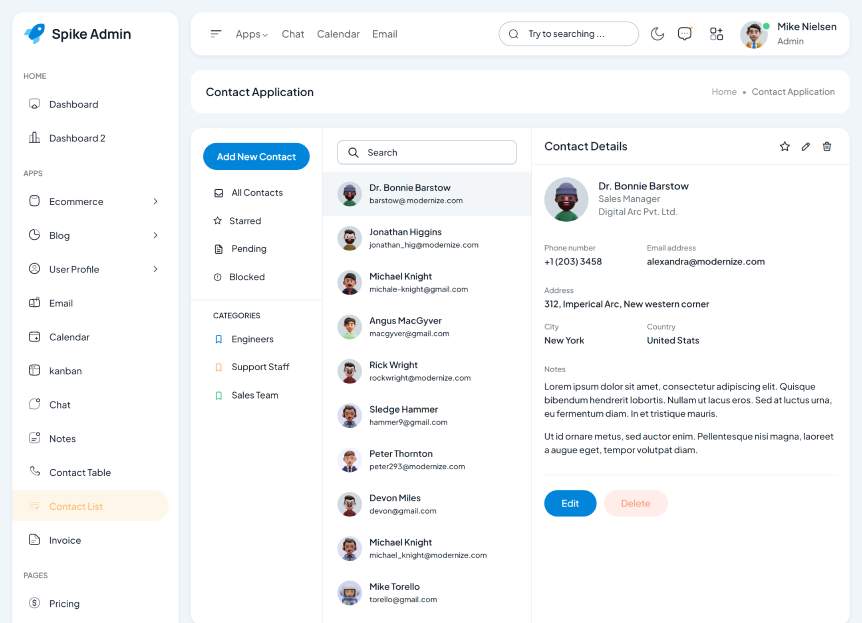 Spike Admin
HOME
Dashboard
Dashboard 2
APPS
Ecommerce
Blog
User Profile
Email
Calendar
kanban
Chat
Notes
Contact Table
Contact List
Invoice
PAGES
Pricing
Apps Chat Calendar Email
Try to searching ...
Mike Nielsen
Admin
Contact Application
Home • Contact Application
Add New Contact
All Contacts
Starred
Pending
Blocked
CATEGORIES
Engineers
Support Staff
Sales Team
Search
Dr. Bonnie Barstow
barstow@modernize.com
Jonathan Higgins
jonathan_hig@modernize.com
Michael Knight
michale-knight@gmail.com
Angus MacGyver
macgyver@gmail.com
Rick Wright
rockwright@modernize.com
Sledge Hammer
hammer9@gmail.com
Peter Thornton
peter293@modernize.com
Devon Miles
devon@gmail.com
Michael Knight
michael_knight@modernize.com
Mike Torello
torello@gmail.com
Contact Details
Dr. Bonnie Barstow
Sales Manager
Digital Arc Pvt. Ltd.
Phone number Email address
+1 (203) 3458 alexandra@modernize.com
Address
312, Imperical Arc, New western corner
City Country
New York United Stats
Notes
Lorem ipsum dolor sit amet, consectetur adipiscing elit. Quisque
bibendum hendrerit lobortis. Nullam ut lacus eros. Sed at luctus urna,
eu fermentum diam. In et tristique mauris.
Ut id ornare metus, sed auctor enim. Pellentesque nisi magna, laoreet
a augue eget, tempor volutpat diam.
Edit Delete